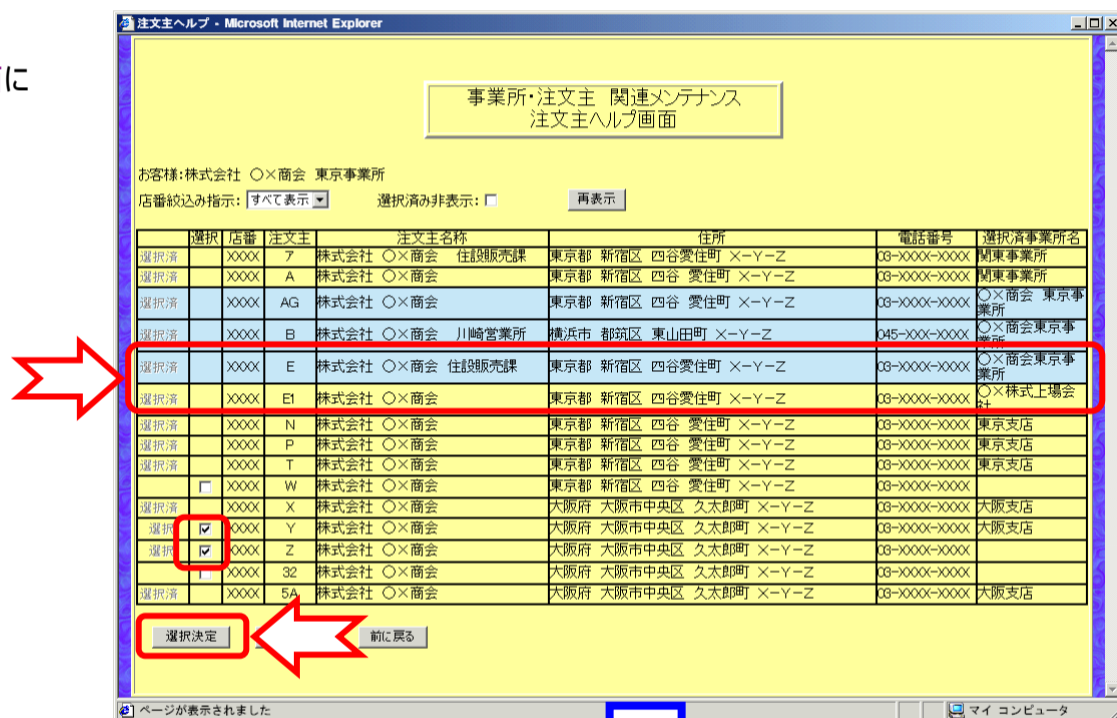 に
注文主ヘルプ - Microsoft Internet Explorer
事業所・注文主 関連メンテナンス
注文主ヘルプ画面
お客様:株式会社 ○×商会 東京事業所
店番絞込み指示: すべて表示 選択済み非表示: 再表示
選択 店番 注文主 注文主名称 住所 電話番号 選択済事業所名
選択済 XXXX ア 株式会社 ○×商会 住設販売課 東京都 新宿区 四谷愛住町 X-Y-Z 03-XXXX-XXXX 関東事業所
選択済 XXXX A 株式会社 ○×商会 東京都 新宿区 四谷 愛住町 X-Y-Z 03-XXXX-XXXX 関東事業所
選択済 XXXX AG 株式会社 ○×商会 東京都 新宿区 四谷 愛住町 X-Y-Z 03-XXXX-XXXX ○×商会 東京事業所
選択済 XXXX B 株式会社 ○×商会 川崎営業所 横浜市 都筑区 東山田町 X-Y-Z 045-XXX-XXXX ○×商会東京事業所
選択済 XXXX E 株式会社 ○×商会 住設販売課 東京都 新宿区 四谷愛住町 X-Y-Z 03-XXXX-XXXX ○×商会東京事業所
選択済 XXXX E1 株式会社 ○×商会 東京都 新宿区 四谷愛住町 X-Y-Z 03-XXXX-XXXX ○×株式上場会社
選択済 XXXX N 株式会社 ○×商会 東京都 新宿区 四谷 愛住町 X-Y-Z 03-XXXX-XXXX 東京支店
選択済 XXXX P 株式会社 ○×商会 東京都 新宿区 四谷 愛住町 X-Y-Z 03-XXXX-XXXX 東京支店
選択済 XXXX T 株式会社 ○×商会 東京都 新宿区 四谷 愛住町 X-Y-Z 03-XXXX-XXXX 東京支店
XXXX W 株式会社 ○×商会 東京都 新宿区 四谷 愛住町 X-Y-Z 03-XXXX-XXXX
選択済 XXXX X 株式会社 ○×商会 大阪府 大阪市中央区 久太郎町 X-Y-Z 03-XXXX-XXXX 大阪支店
選択 XXXX Y 株式会社 ○×商会 大阪府 大阪市中央区 久太郎町 X-Y-Z 03-XXXX-XXXX 大阪支店
選択 XXXX Z 株式会社 ○×商会 大阪府 大阪市中央区 久太郎町 X-Y-Z 03-XXXX-XXXX
XXXX 32 株式会社 ○×商会 大阪府 大阪市中央区 久太郎町 X-Y-Z 03-XXXX-XXXX
選択済 XXXX 5A 株式会社 ○×商会 大阪府 大阪市中央区 久太郎町 X-Y-Z 03-XXXX-XXXX 大阪支店
選択決定 前に戻る
ページが表示されました マイ コンピュータ